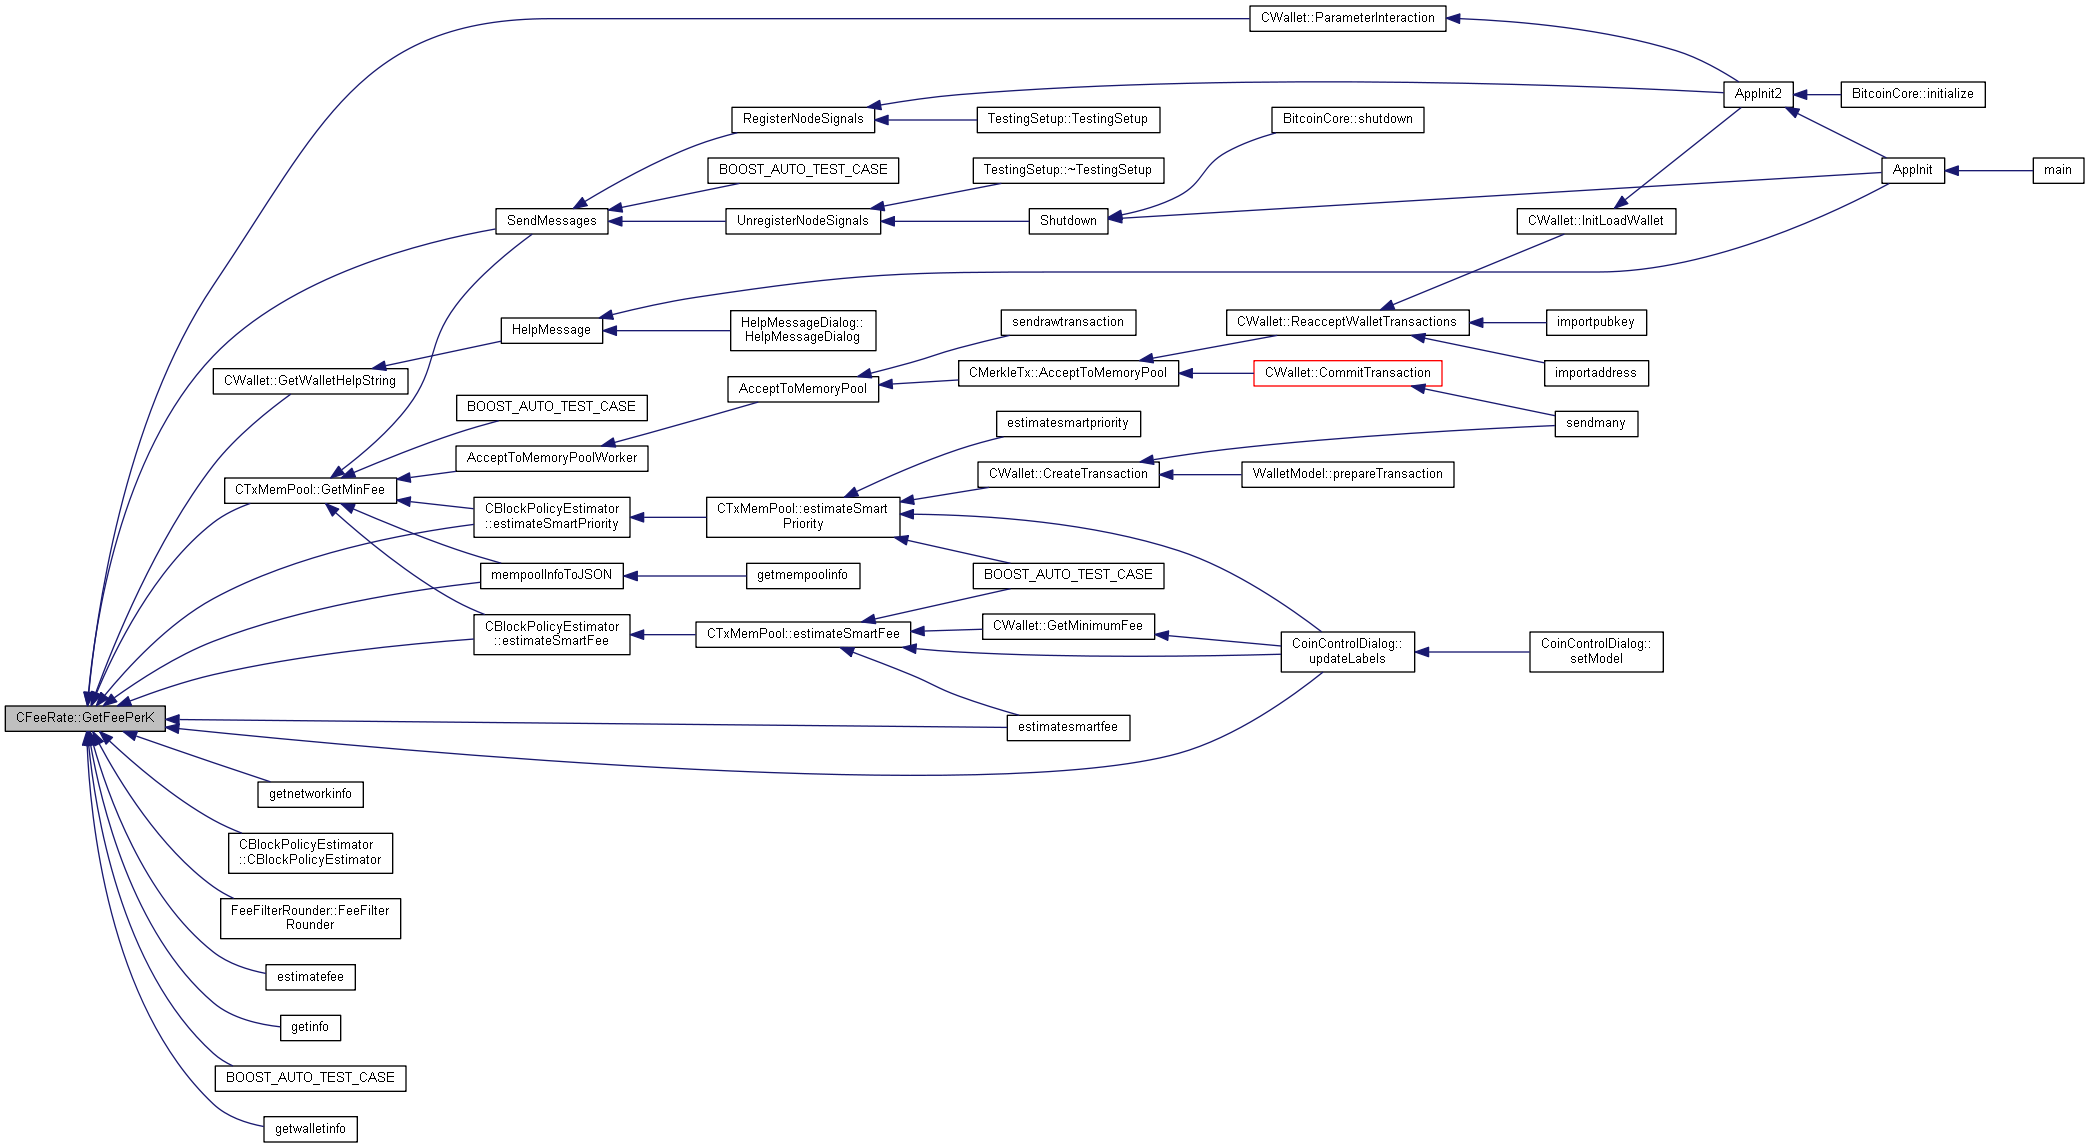 CWallet::ParameterInteraction
AppInit2
BitcoinCore::initialize
RegisterNodeSignals
TestingSetup::TestingSetup
BitcoinCore::shutdown
BOOST_AUTO_TEST_CASE
TestingSetup::~TestingSetup
AppInit
main
SendMessages
UnregisterNodeSignals
Shutdown
CWallet::InitLoadWallet
HelpMessage
HelpMessageDialog::
HelpMessageDialog
sendrawtransaction
CWallet::ReacceptWalletTransactions
importpubkey
CWallet::GetWalletHelpString
AcceptToMemoryPool
CMerkleTx::AcceptToMemoryPool
CWallet::CommitTransaction
importaddress
BOOST_AUTO_TEST_CASE
estimatesmartpriority
sendmany
AcceptToMemoryPoolWorker
CWallet::CreateTransaction
WalletModel::prepareTransaction
CTxMemPool::GetMinFee
CBlockPolicyEstimator
::estimateSmartPriority
CTxMemPool::estimateSmart
Priority
mempoolInfoToJSON
getmempoolinfo
BOOST_AUTO_TEST_CASE
CBlockPolicyEstimator
::estimateSmartFee
CTxMemPool::estimateSmartFee
CWallet::GetMinimumFee
CoinControlDialog::
updateLabels
CoinControlDialog::
setModel
CFeeRate::GetFeePerK
estimatesmartfee
getnetworkinfo
CBlockPolicyEstimator
::CBlockPolicyEstimator
FeeFilterRounder::FeeFilter
Rounder
estimatefee
getinfo
BOOST_AUTO_TEST_CASE
getwalletinfo